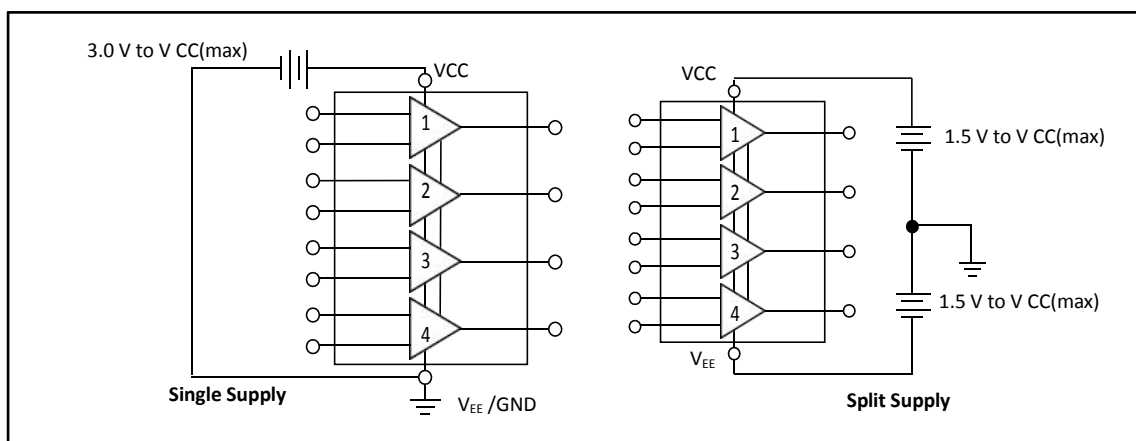 3.0 V to V CC(max)
VCC
1
2
3
4
Single Supply
VEE /GND
VCC
1
2
3
4
1.5 V to V CC(max)
1.5 V to V CC(max)
VEE
Split Supply